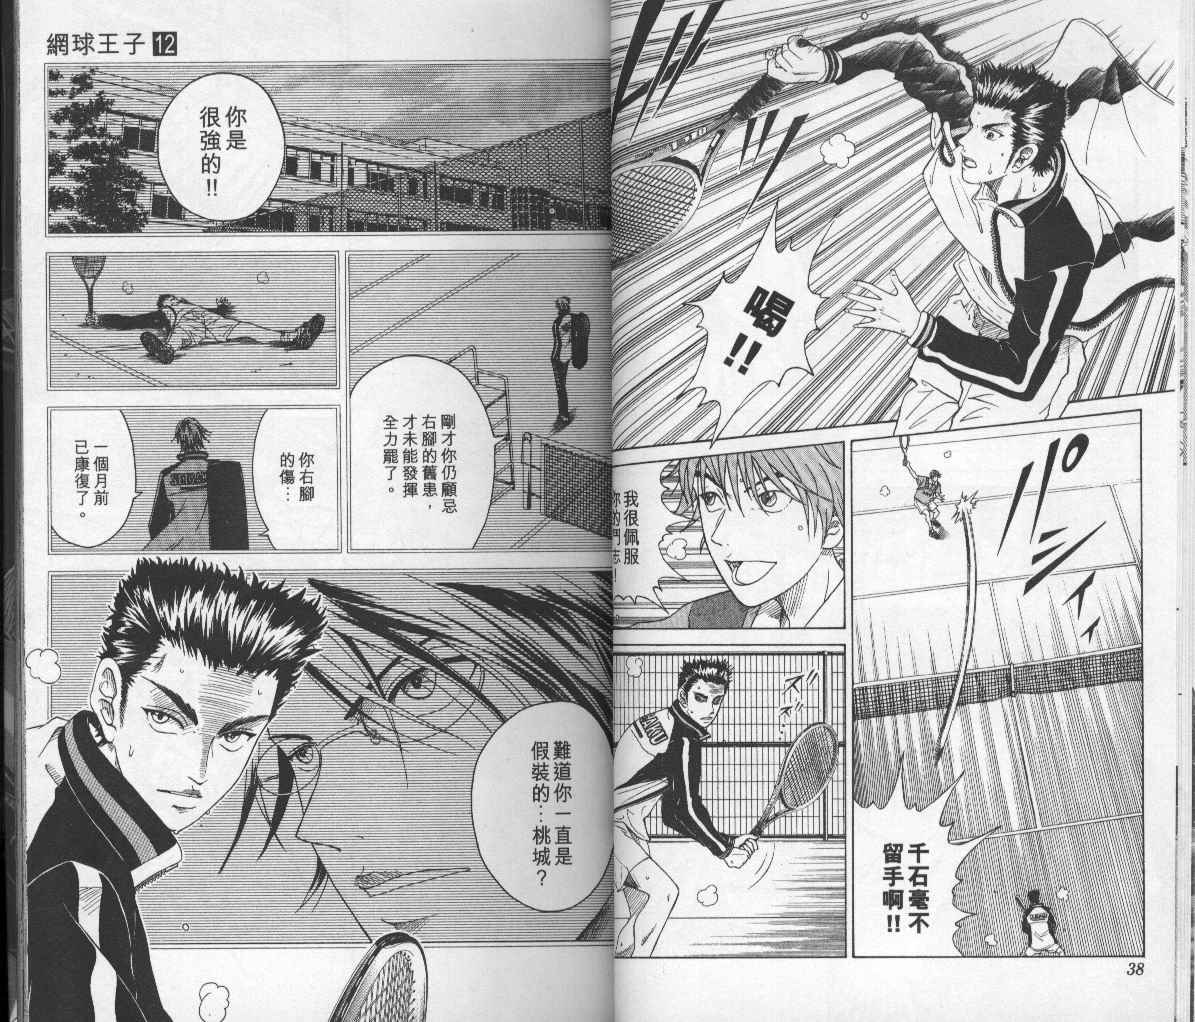 喝!!
千石毫不
留手啊!!
我很佩服
你的鬥志!
38
網球王子 12
你是
很強的!!
剛才你仍顧忌
右腳的舊患，
才未能發揮
全力罷了。
你右腳
的傷…
一個月前
已康復了。
難道你一直是
假裝的…桃城?